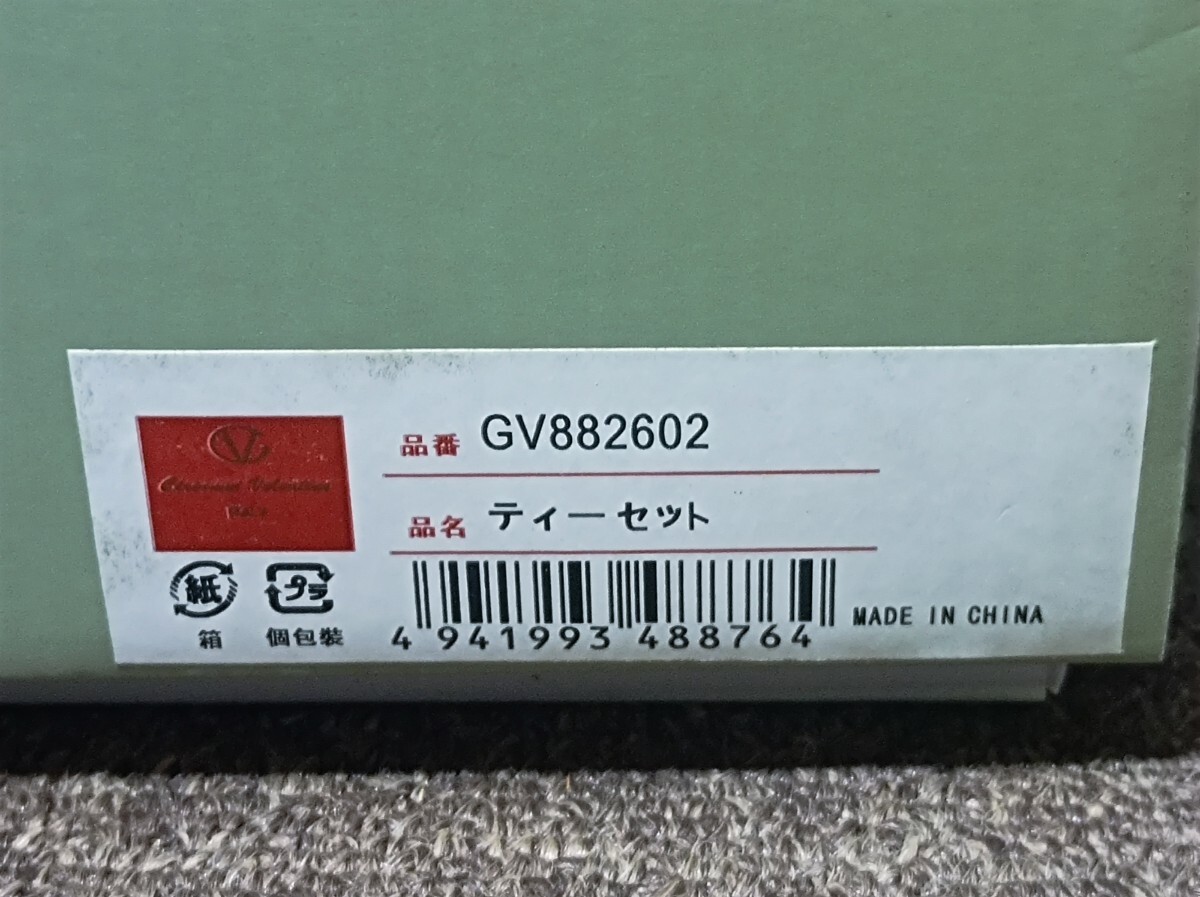 品番 GV882602
品名 ティーセット
紙
箱
プラ
個包装
4 941993 488764
MADE IN CHINA